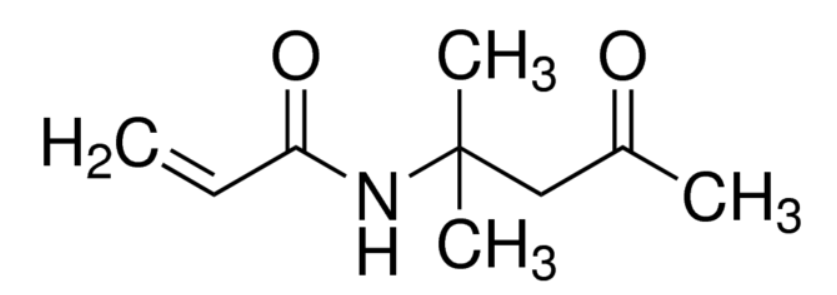 O CH₃ O
H₂C
N CH₃
H CH₃